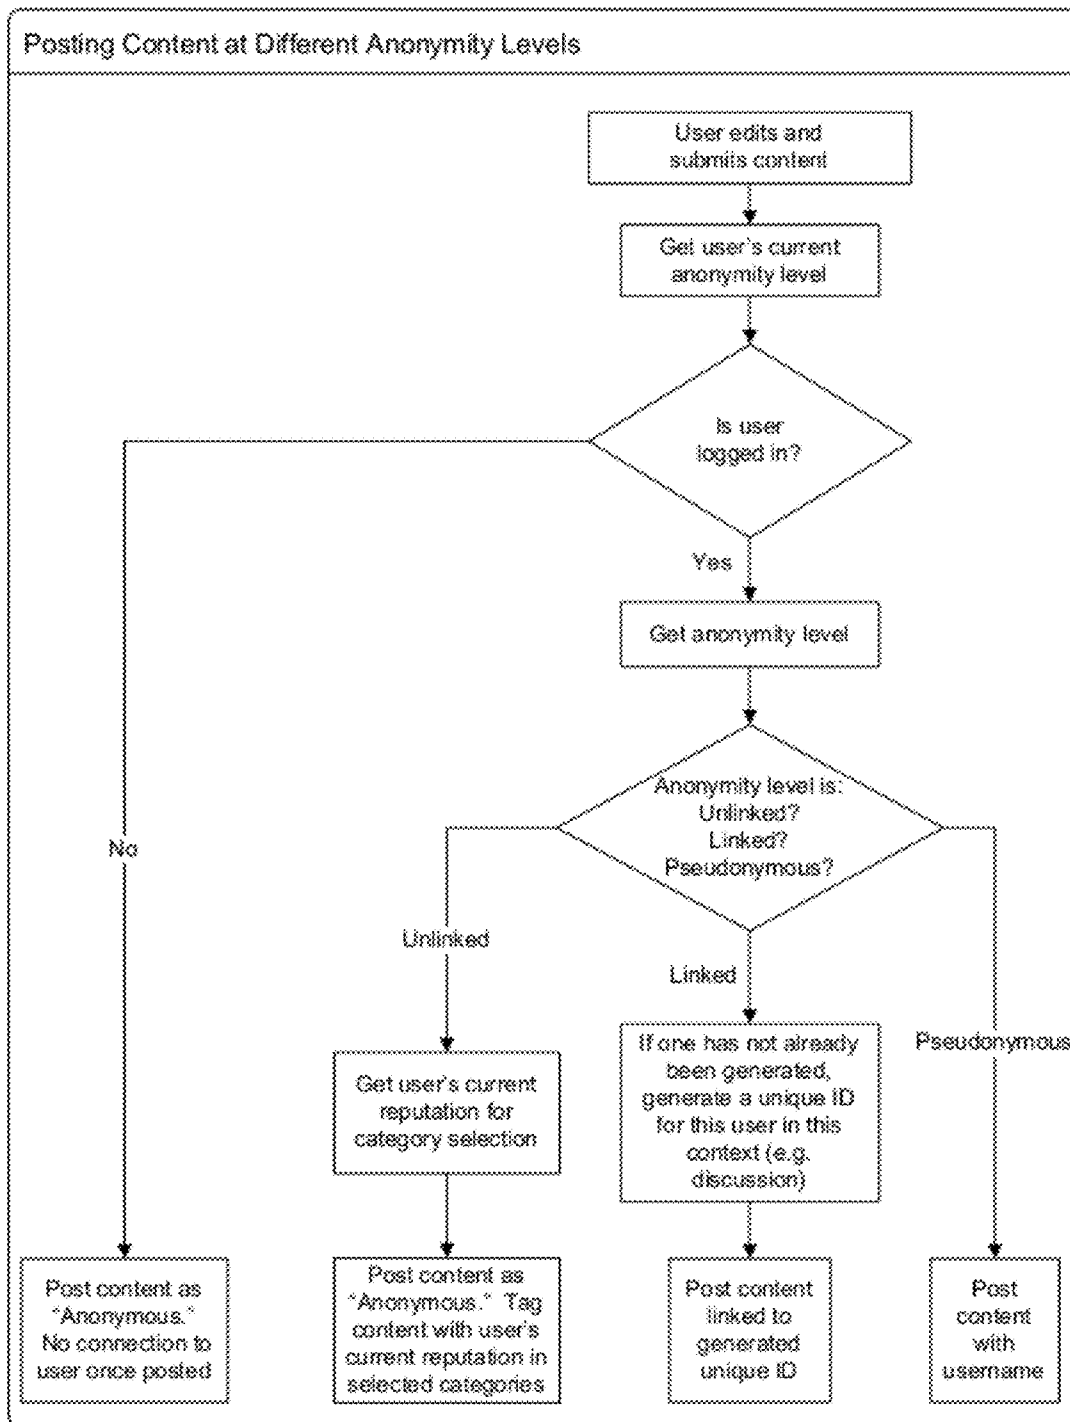 Posting Content at Different Anonymity Levels
User edits and
submits content
Get user's current
anonymity level
Is user
logged in?
Yes
Get anonymity level
No
Anonymity level is:
Unlinked?
Linked?
Pseudonymous?
Unlinked
Linked
Pseudonymous
Get user's current
reputation for
category selection
If one has not already
been generated,
generate a unique ID
for this user in this
context (e.g.
discussion)
Post content as
"Anonymous."
No connection to
user once posted
Post content as
"Anonymous." Tag
content with user's
current reputation in
selected categories
Post content
linked to
generated
unique ID
Post
content
with
username